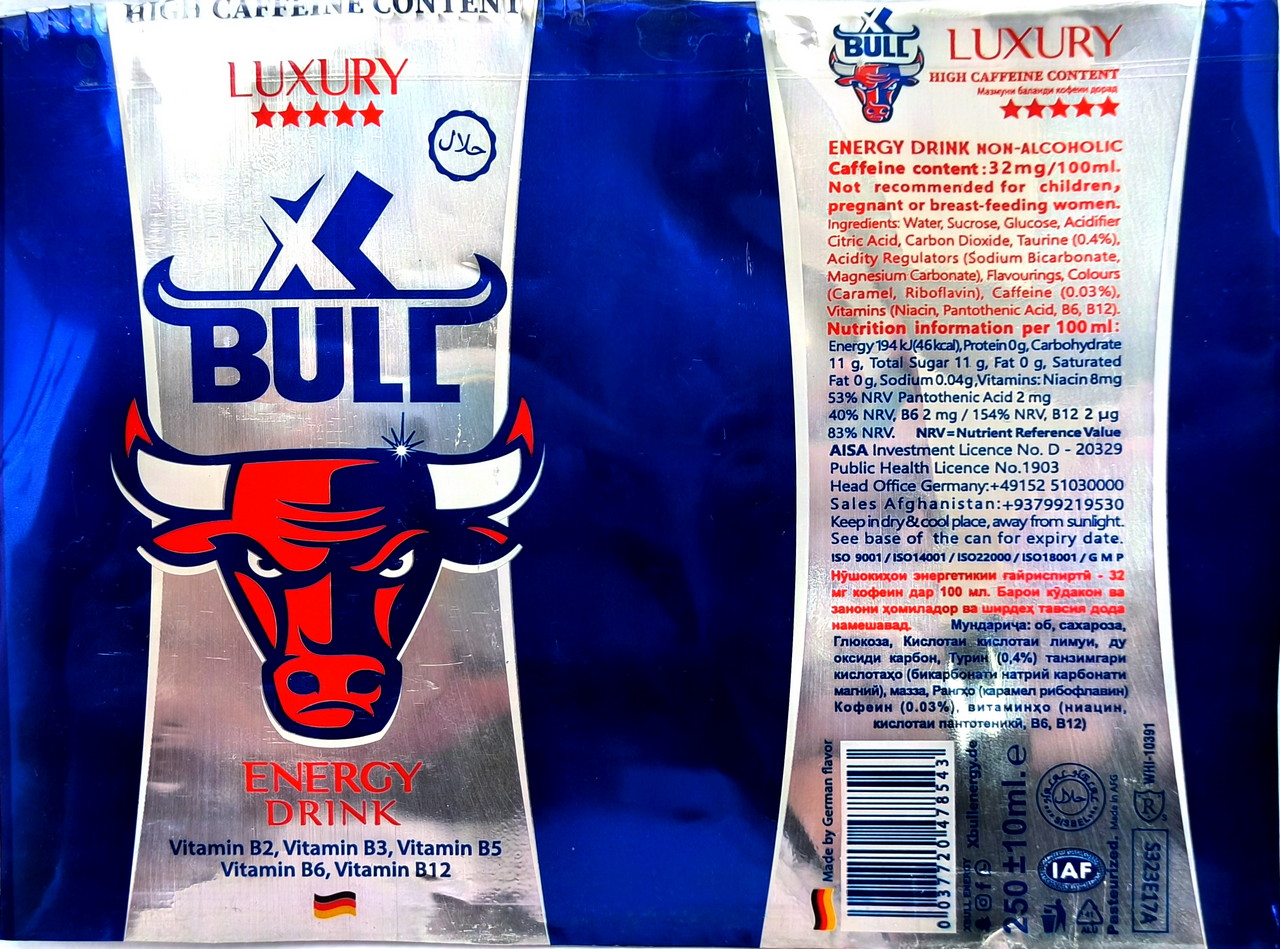 HIGH CAFFEINE CONTENT
LUXURY
حلال
X
BULL
ENERGY
DRINK
Vitamin B2, Vitamin B3, Vitamin B5
Vitamin B6, Vitamin B12
X
BULL
LUXURY
HIGH CAFFEINE CONTENT
Мазмуни баланди кофеин дорад
ENERGY DRINK NON-ALCOHOLIC
Caffeine content:32mg/100ml.
Not recommended for children,
pregnant or breast-feeding women.
Ingredients: Water, Sucrose, Glucose, Acidifier
Citric Acid, Carbon Dioxide, Taurine (0.4%),
Acidity Regulators (Sodium Bicarbonate,
Magnesium Carbonate), Flavourings, Colours
(Caramel, Riboflavin), Caffeine (0.03%),
Vitamins (Niacin, Pantothenic Acid, B6, B12).
Nutrition information per 100ml:
Energy 194 kJ(46kcal), Protein 0g, Carbohydrate
11 g, Total Sugar 11 g, Fat 0 g, Saturated
Fat 0 g, Sodium 0.04g,Vitamins: Niacin 8mg
53% NRV Pantothenic Acid 2 mg
40% NRV, B6 2 mg / 154% NRV, B12 2 µg
83% NRV. NRV=Nutrient Reference Value
AISA Investment Licence No. D - 20329
Public Health Licence No.1903
Head Office Germany:+49152 51030000
Sales Afghanistan:+93799219530
Keep in dry & cool place, away from sunlight.
See base of the can for expiry date.
ISO 9001 / ISO14001 / ISO22000 / ISO18001 / G M P
Нӯшокиҳои энергетикии ғайриспиртӣ - 32
мг кофеин дар 100 мл. Барои кӯдакон ва
занони ҳомиладор ва ширдеҳ тавсия дода
намешавад. Мундариҷа: об, сахароза,
Глюкоза, Кислотаи кислотаи лимуи, ду
оксиди карбон, Турин (0,4%) танзимгари
кислотаҳо (бикарбонати натрий карбонати
магний), мазза, Рангҳо (карамел рибофлавин)
Кофеин (0.03%), витаминҳо (ниацин,
кислотаи пантотеникӣ, B6, B12)
Made by German flavor
0 037720 147854 3
Xbullenergy.de
250±10ml.e
حلال
IAF
Pasteurized. Made in AFG
WHI-10391
S323E17A